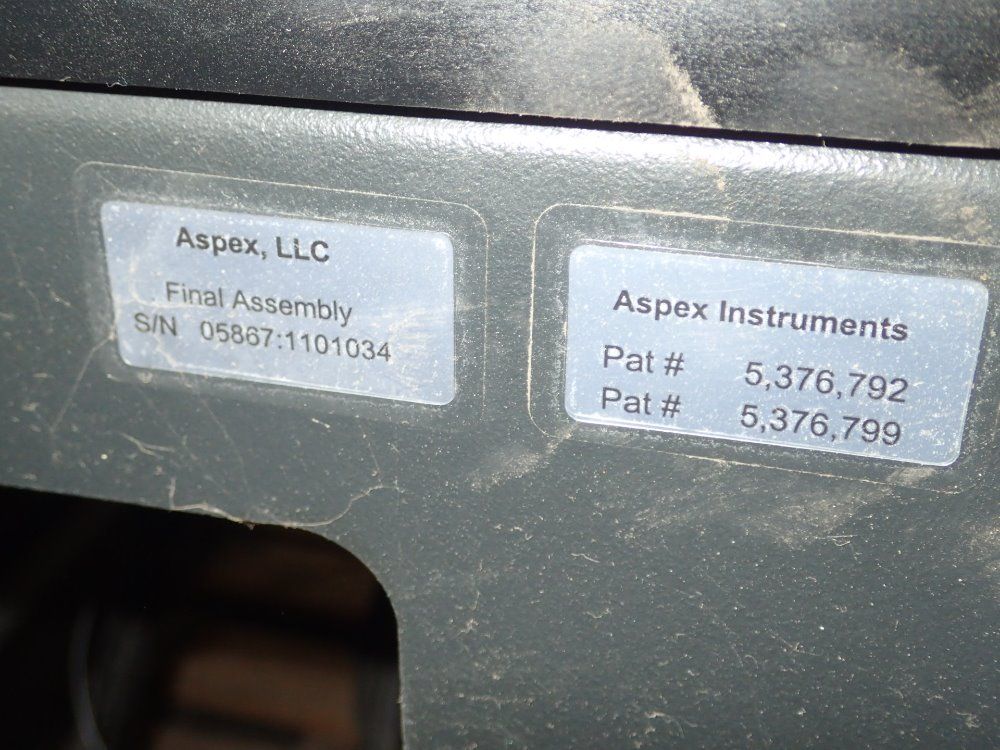 Aspex, LLC
Final Assembly
S/N 05867:1101034
Aspex Instruments
Pat # 5,376,792
Pat # 5,376,799